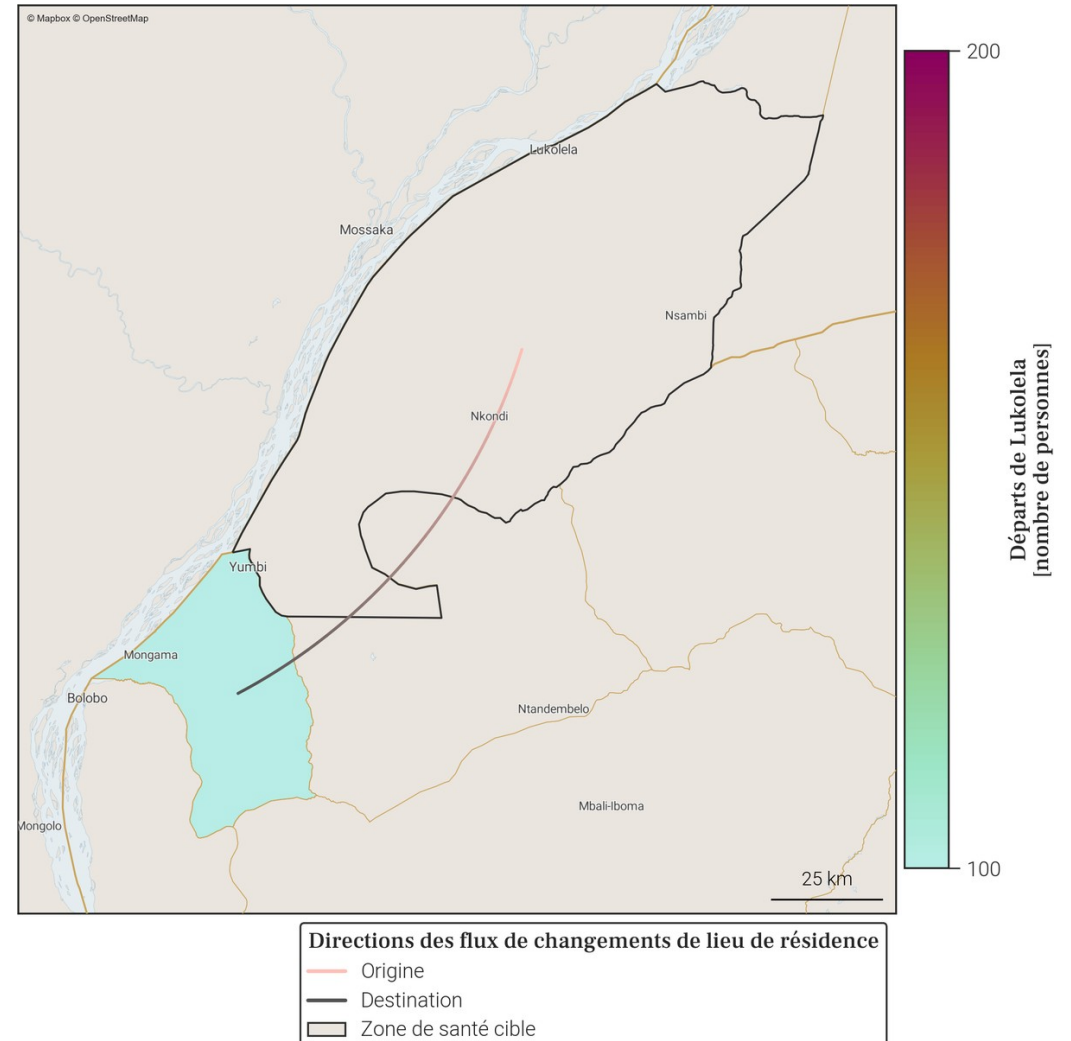 © Mapbox © OpenStreetMap
200
Lukolela
Mossaka
Nsambi
Départs de Lukolela
[nombre de personnes]
Nkondi
Yumbi
Mongama
Bolobo
Ntandembelo
Mbali-Iboma
Mongolo
25 km
100
Directions des flux de changements de lieu de résidence
Origine
Destination
Zone de santé cible